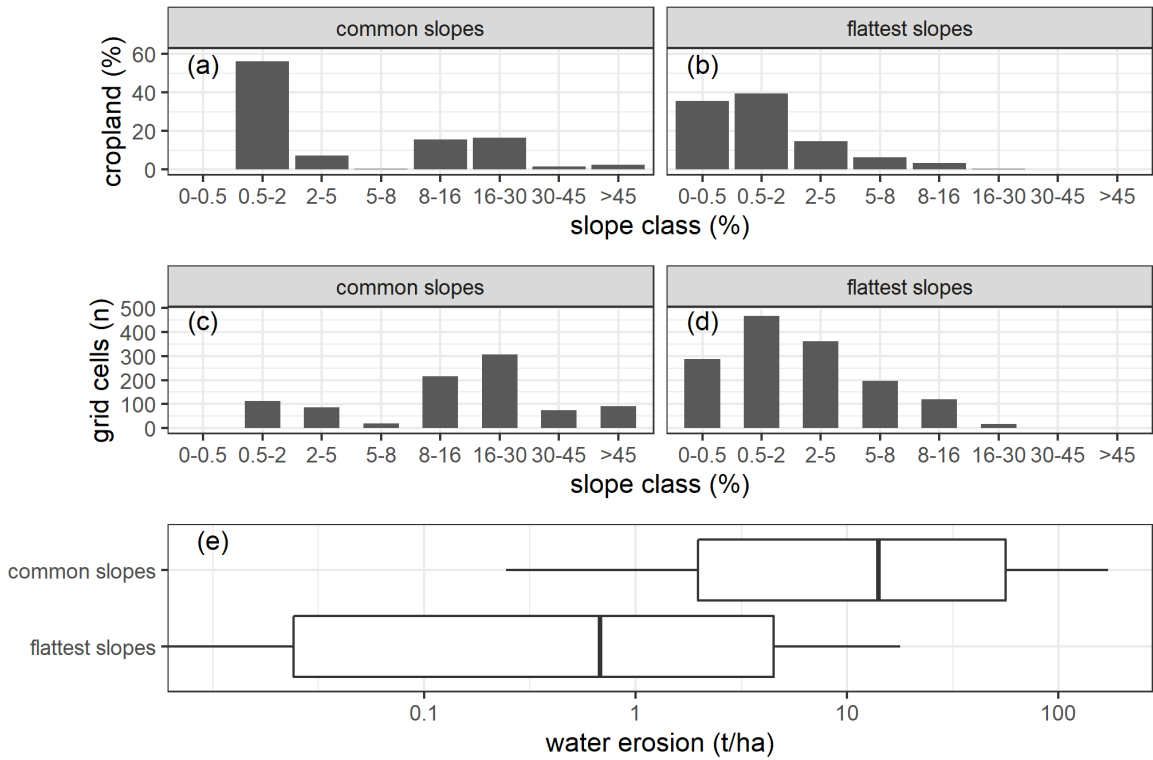 common slopes flattest slopes
(a) (b)
cropland (%)
60
40
20
0
0-0.5 0.5-2 2-5 5-8 8-16 16-30 30-45 >45 0-0.5 0.5-2 2-5 5-8 8-16 16-30 30-45 >45
slope class (%)
common slopes flattest slopes
(c) (d)
grid cells (n)
500
400
300
200
100
0
0-0.5 0.5-2 2-5 5-8 8-16 16-30 30-45 >45 0-0.5 0.5-2 2-5 5-8 8-16 16-30 30-45 >45
slope class (%)
(e)
common slopes
flattest slopes
0.1 1 10 100
water erosion (t/ha)